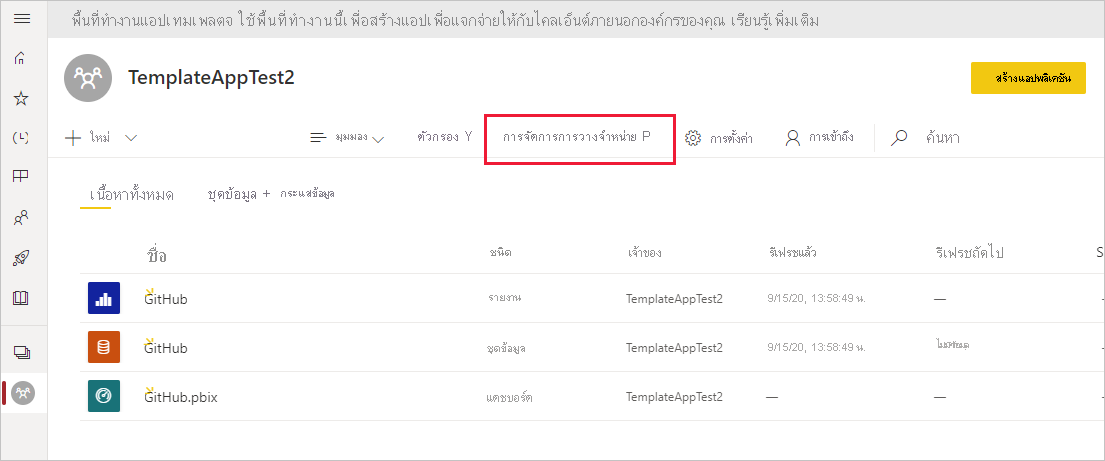 พื้นที่ทำงานแอปเทมเพลตจ ใช้พื้นที่ทำงานนี้เพื่อสร้างแอปเพื่อแจกจ่ายให้กับไคลเอ็นต์ภายนอกองค์กรของคุณ เรียนรู้เพิ่มเติม
TemplateAppTest2
สร้างแอปพลิเคชัน
ใหม่ มุมมอง ตัวกรอง Y การจัดการการวางจำหน่าย P การตั้งค่า การเข้าถึง ค้นหา
เนื้อหาทั้งหมด ชุดข้อมูล + กระแสข้อมูล
ชื่อ ชนิด เจ้าของ รีเฟรชแล้ว รีเฟรชถัดไป S
GitHub รายงาน TemplateAppTest2 9/15/20, 13:58:49 น. —
GitHub ชุดข้อมูล TemplateAppTest2 9/15/20, 13:58:49 น.
GitHub.pbix แดชบอร์ด TemplateAppTest2 — —